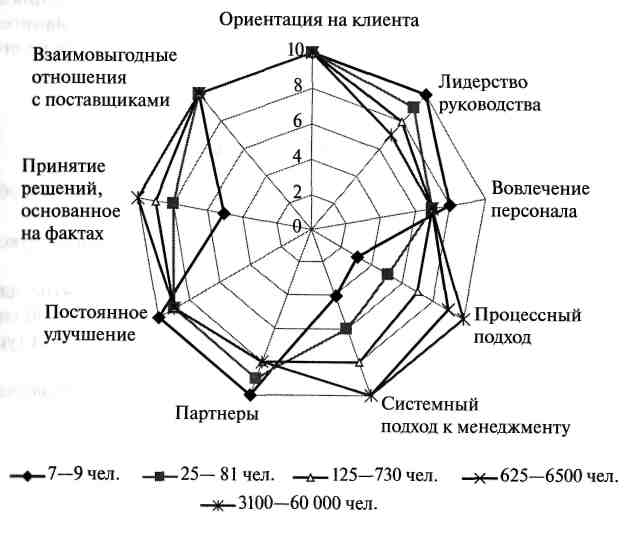 Ориентация на клиента
Взаимовыгодные
отношения
с поставщиками
Лидерство
руководства
10
8
6
4
2
0
Принятие
решений,
основанное
на фактах
Вовлечение
персонала
Постоянное
улучшение
Процессный
подход
Партнеры
Системный
подход к менеджменту
7—9 чел.
25— 81 чел.
125—730 чел.
625—6500 чел.
3100—60 000 чел.